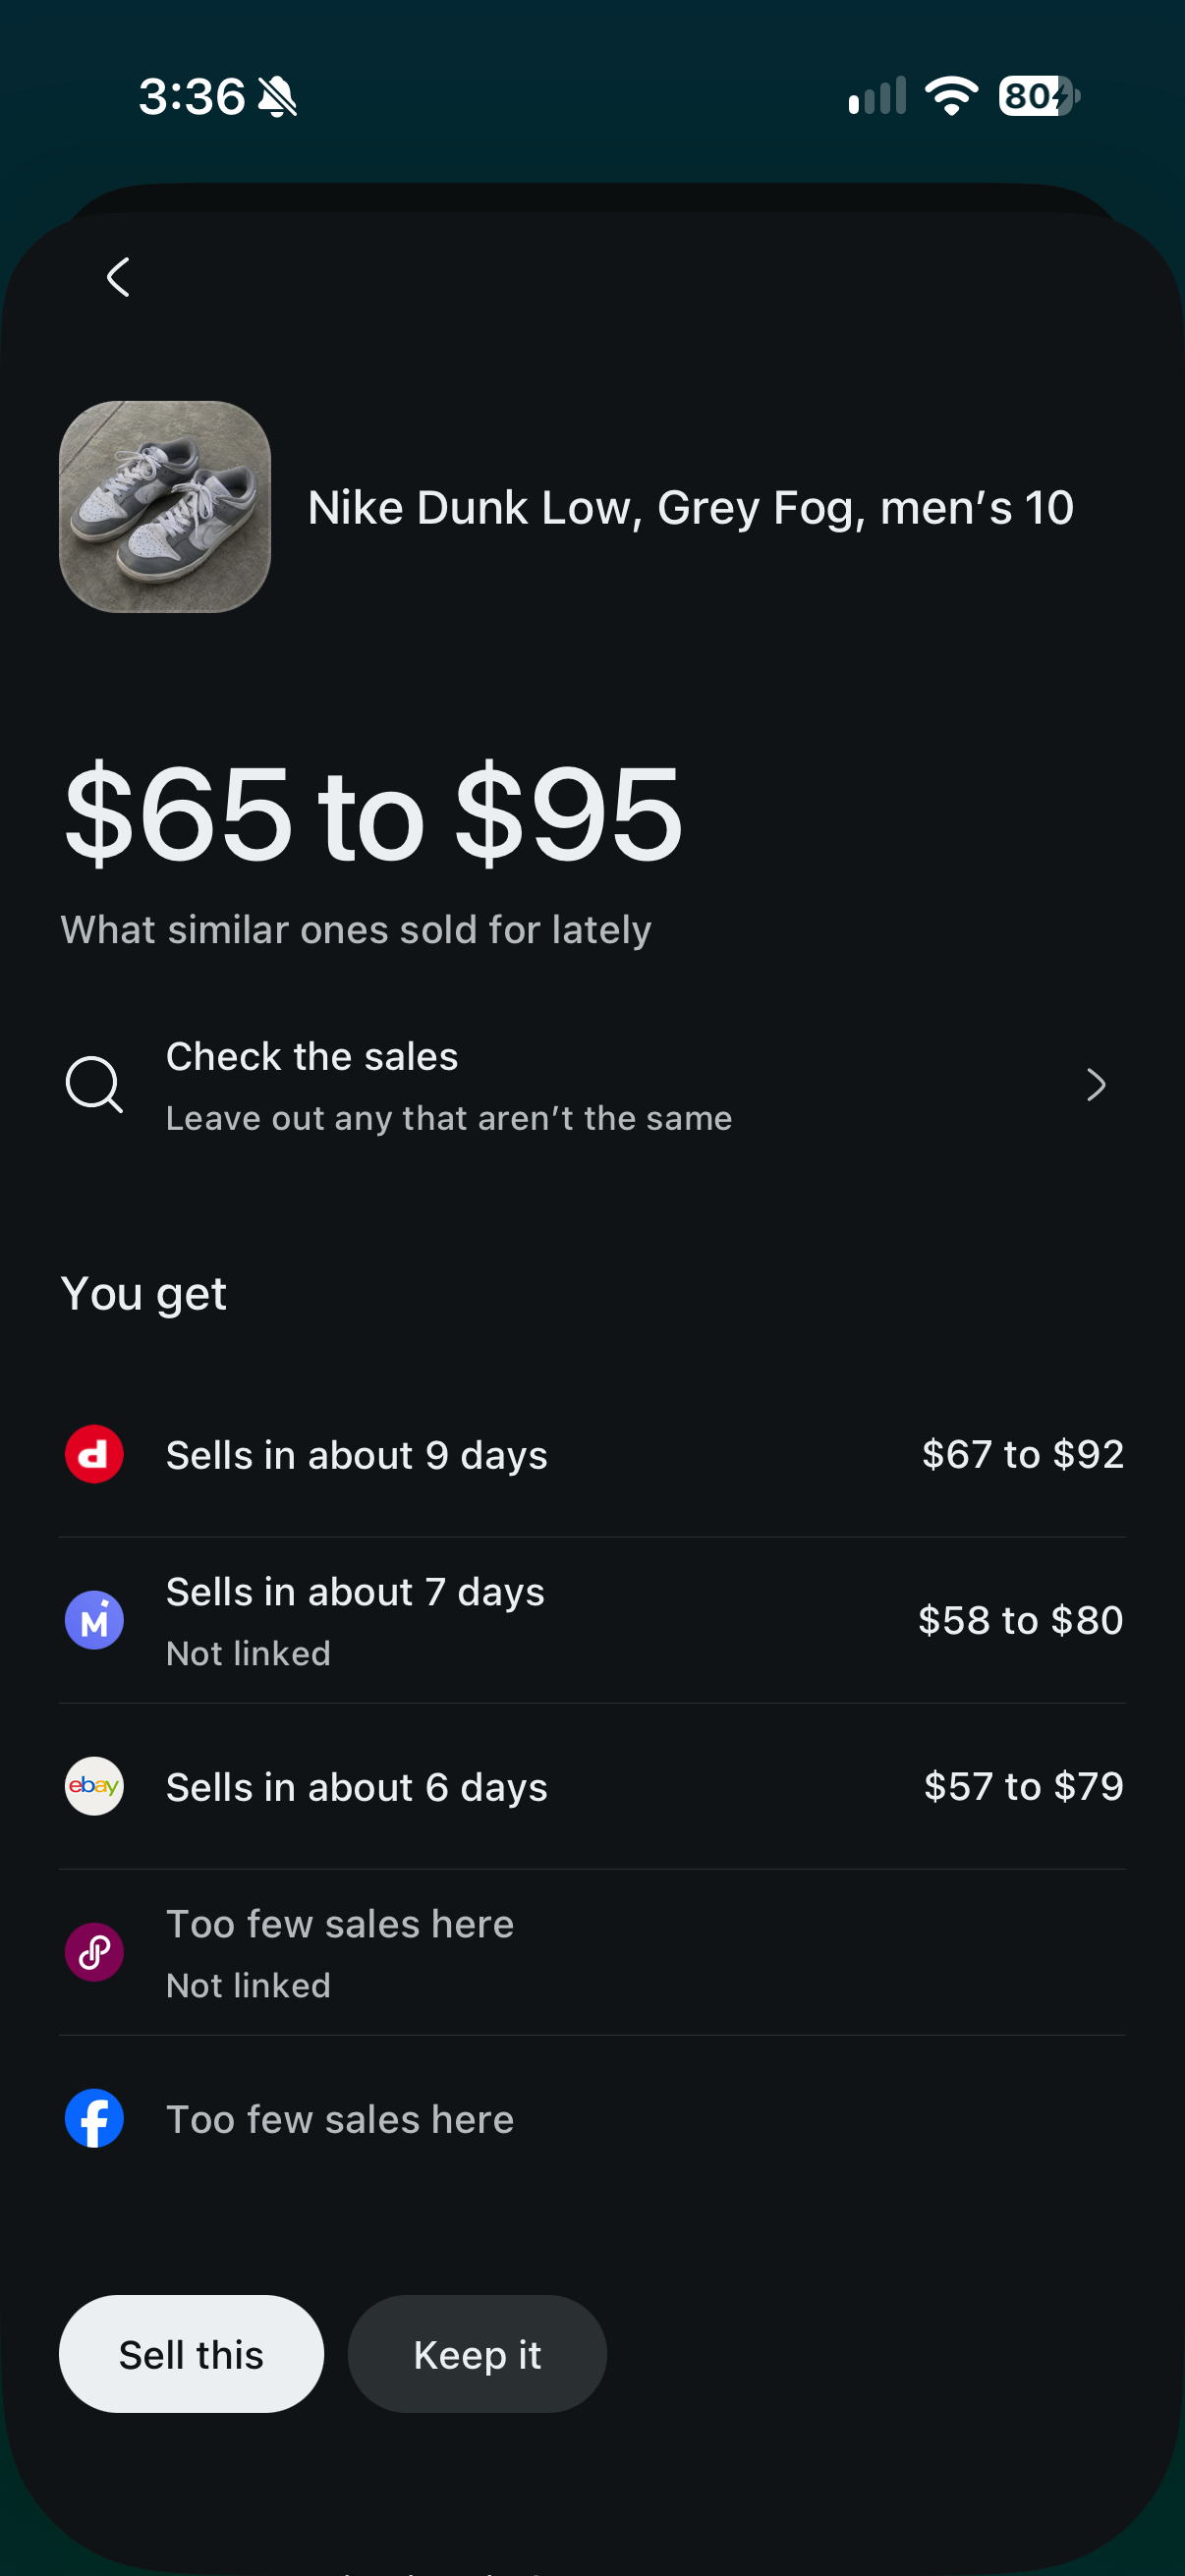 3:36
80
Nike Dunk Low, Grey Fog, men’s 10
$65 to $95
What similar ones sold for lately
Check the sales
Leave out any that aren’t the same
You get
d
Sells in about 9 days
$67 to $92
M
Sells in about 7 days
Not linked
$58 to $80
ebay
Sells in about 6 days
$57 to $79
Too few sales here
Not linked
f
Too few sales here
Sell this
Keep it